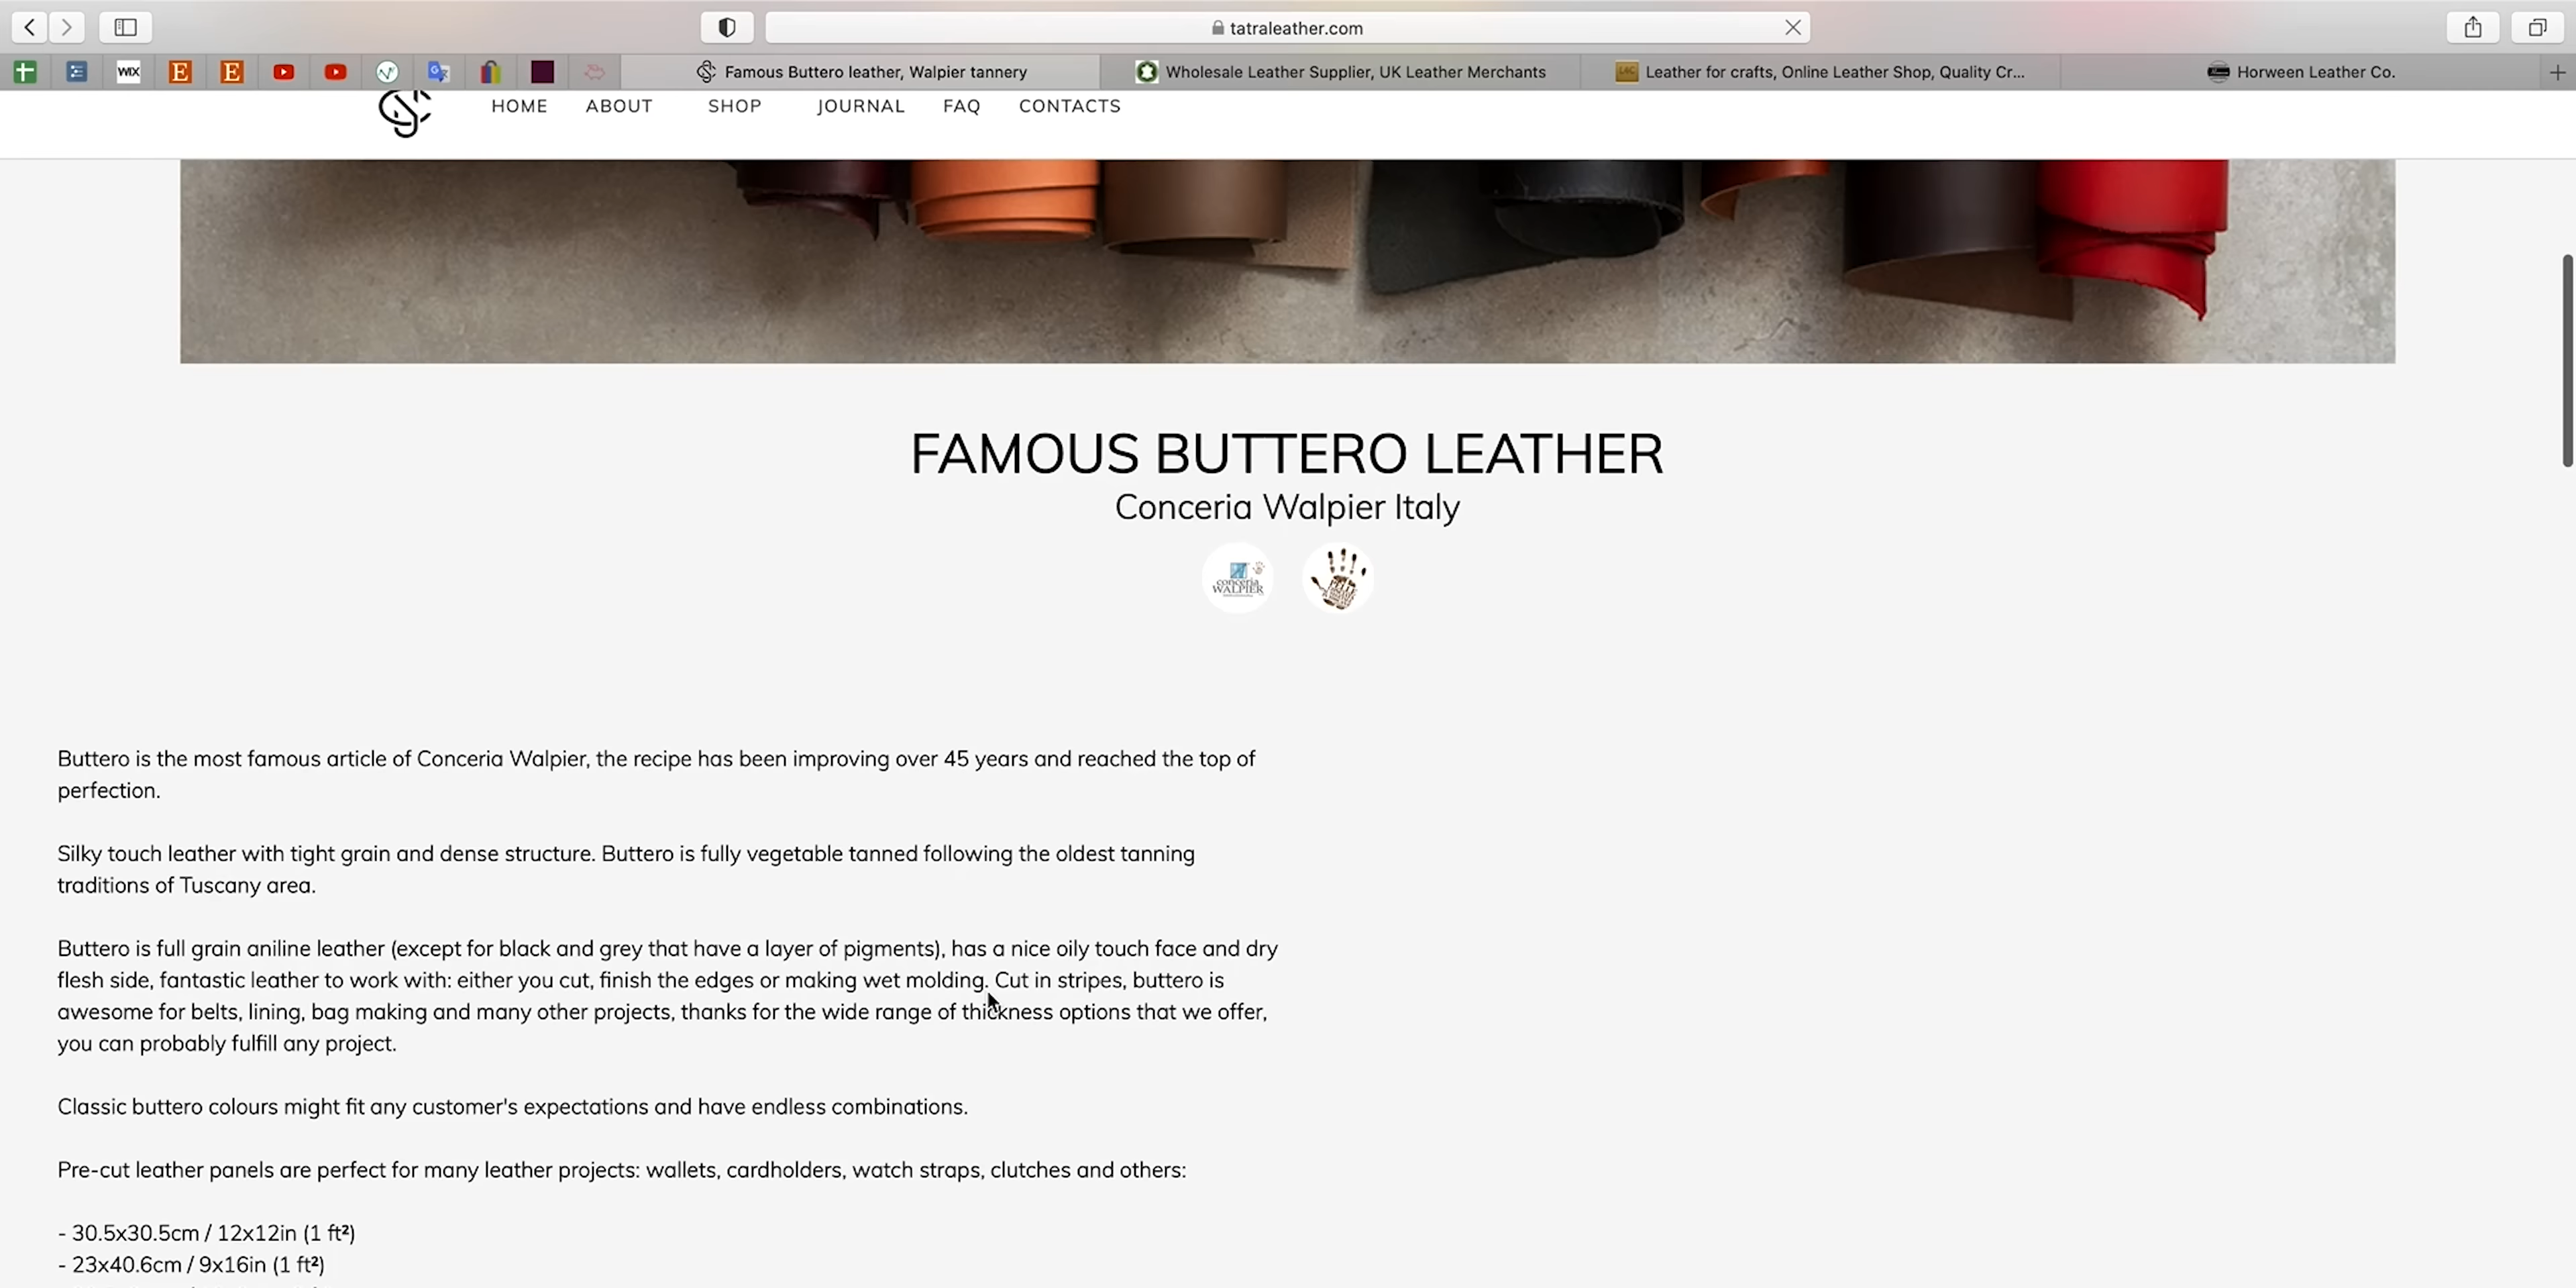 tatraleather.com
WIX
E
E
Famous Buttero leather, Walpier tannery
Wholesale Leather Supplier, UK Leather Merchants
Leather for crafts, Online Leather Shop, Quality Cr...
Horween Leather Co.
HOME ABOUT SHOP JOURNAL FAQ CONTACTS
FAMOUS BUTTERO LEATHER
Conceria Walpier Italy
conceria
WALPIER
Buttero is the most famous article of Conceria Walpier, the recipe has been improving over 45 years and reached the top of
perfection.
Silky touch leather with tight grain and dense structure. Buttero is fully vegetable tanned following the oldest tanning
traditions of Tuscany area.
Buttero is full grain aniline leather (except for black and grey that have a layer of pigments), has a nice oily touch face and dry
flesh side, fantastic leather to work with: either you cut, finish the edges or making wet molding. Cut in stripes, buttero is
awesome for belts, lining, bag making and many other projects, thanks for the wide range of thickness options that we offer,
you can probably fulfill any project.
Classic buttero colours might fit any customer's expectations and have endless combinations.
Pre-cut leather panels are perfect for many leather projects: wallets, cardholders, watch straps, clutches and others:
- 30.5x30.5cm / 12x12in (1 ft²)
- 23x40.6cm / 9x16in (1 ft²)